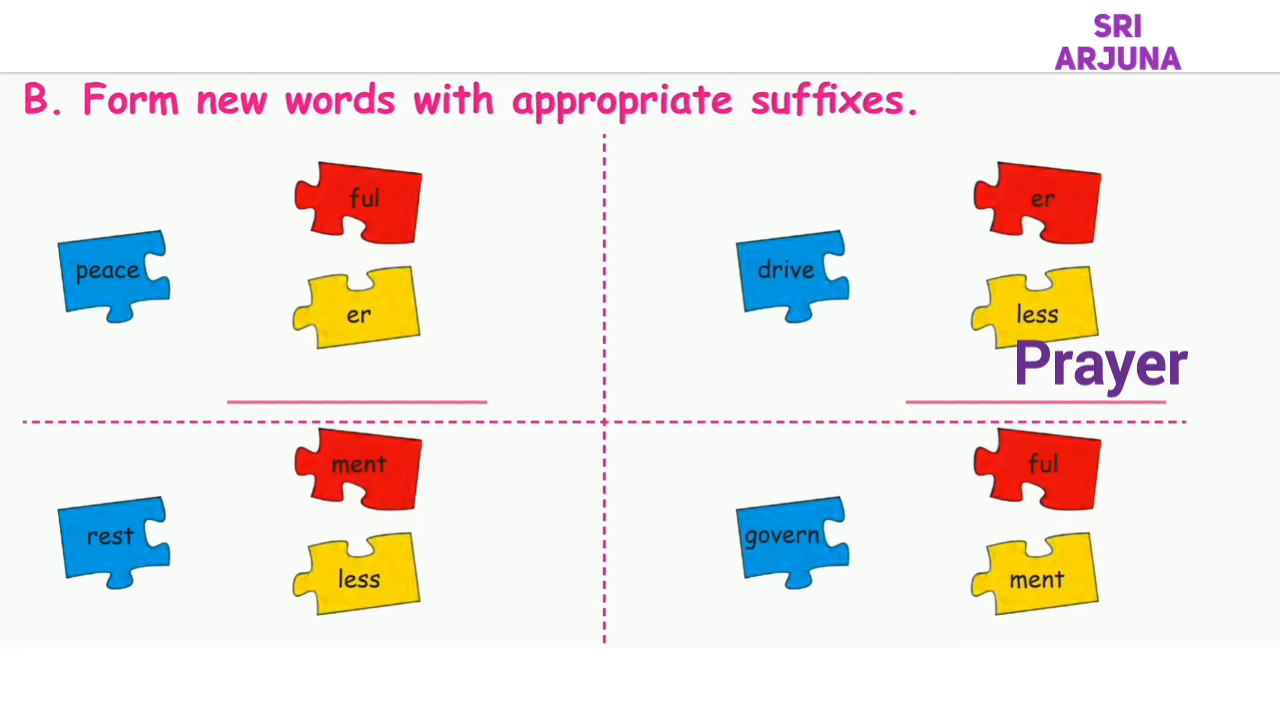 SRI
ARJUNA
B. Form new words with appropriate suffixes.
ful
peace
er
er
drive
less
Prayer
ment
rest
less
ful
govern
ment